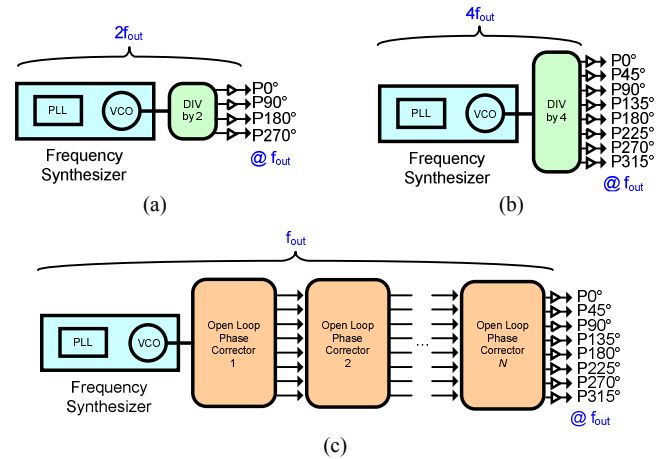 2fout
PLL
VCO
DIV
by 2
P0°
P90°
P180°
P270°
@ fout
Frequency
Synthesizer
(a)
4fout
PLL
VCO
DIV
by 4
P0°
P45°
P90°
P135°
P180°
P225°
P270°
P315°
@ fout
Frequency
Synthesizer
(b)
fout
PLL
VCO
Frequency
Synthesizer
Open Loop
Phase
Corrector
1
Open Loop
Phase
Corrector
2
...
Open Loop
Phase
Corrector
N
P0°
P45°
P90°
P135°
P180°
P225°
P270°
P315°
@ fout
(c)